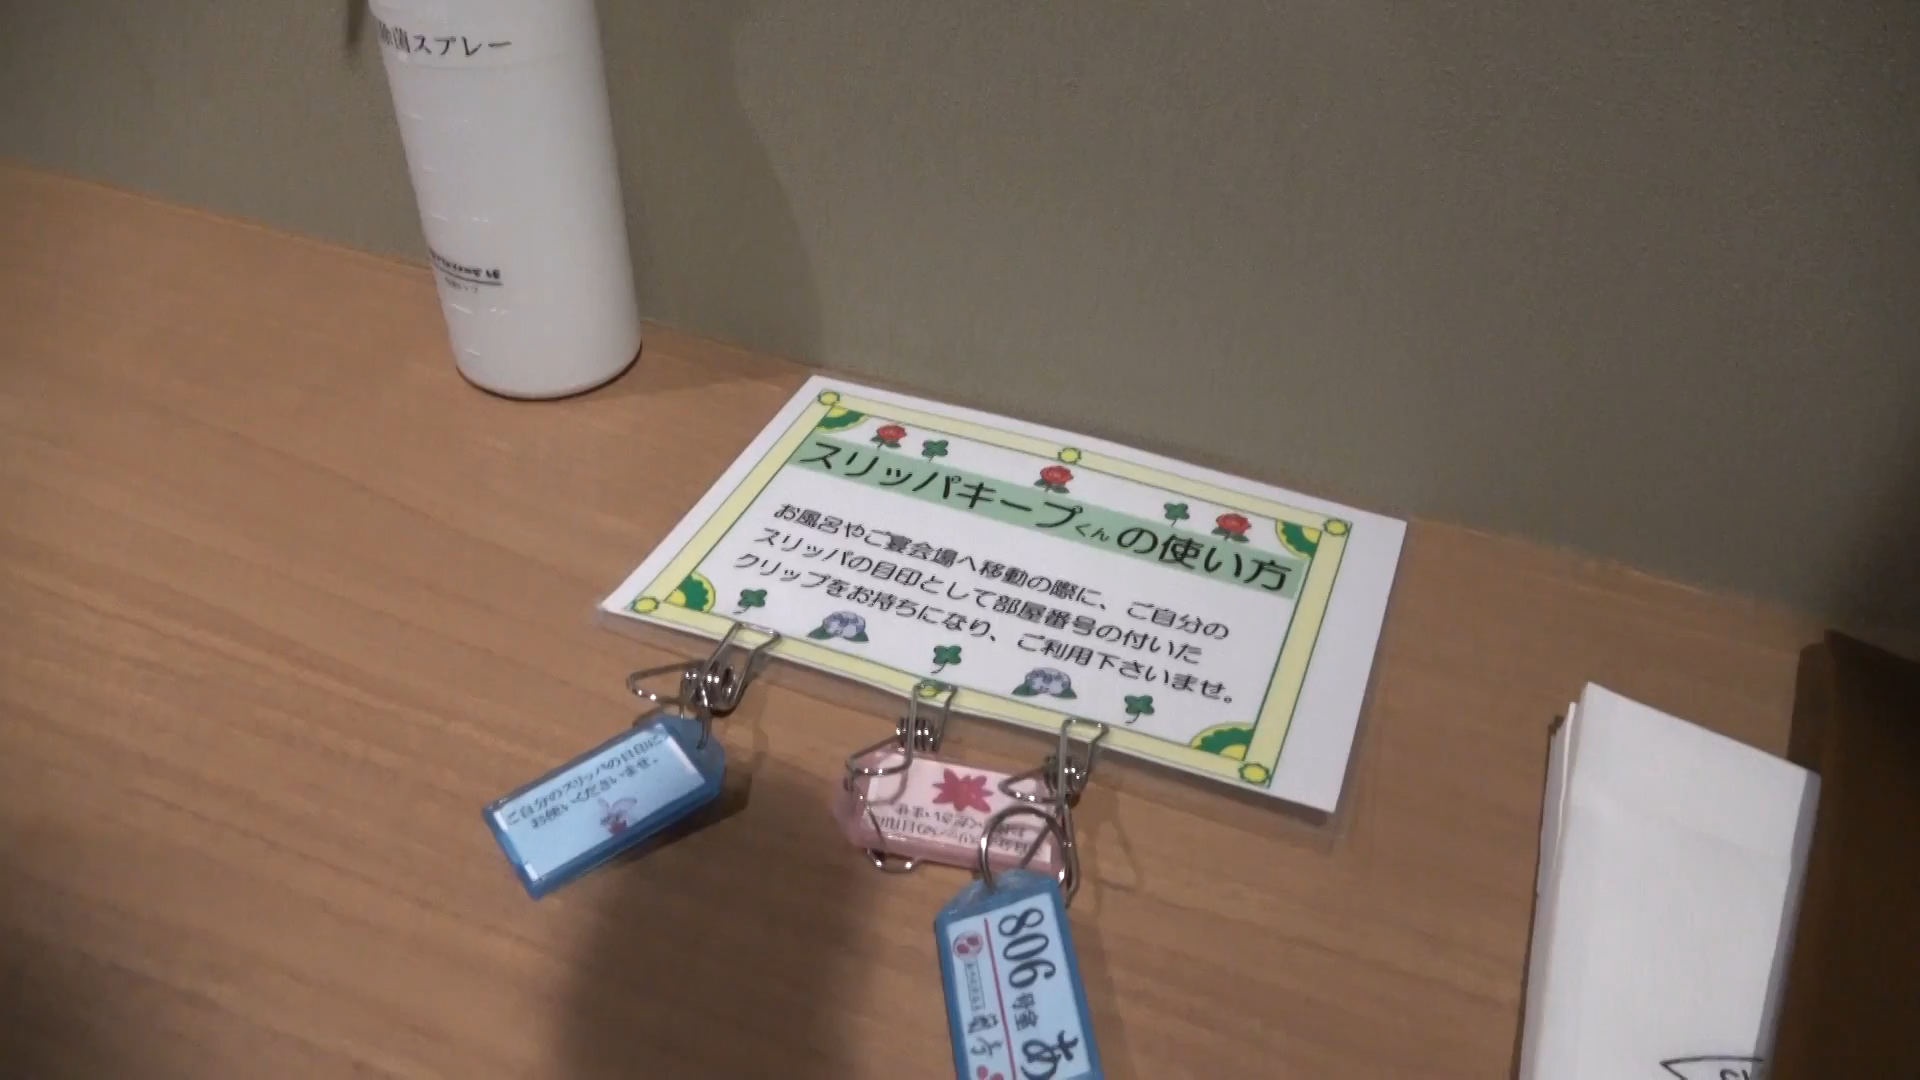 除菌スプレー
スリッパキープくんの使い方
お風呂やご宴会場へ移動の際に、ご自分の
スリッパの目印として部屋番号の付いた
クリップをお持ちになり、ご利用下さいませ。
ご自分のスリッパの目印に
お使いくださいませ。
806号室
あ